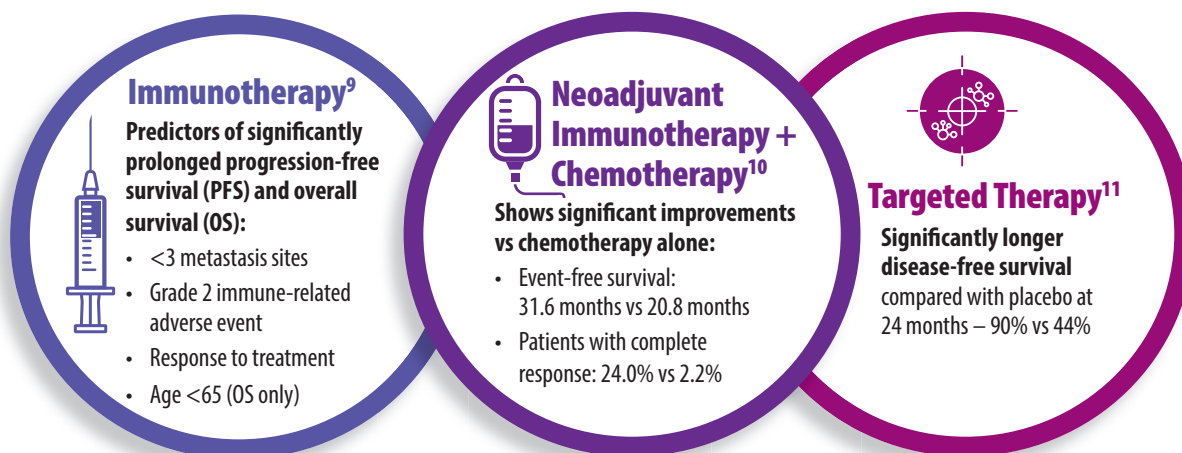 Immunotherapy⁹
Predictors of significantly
prolonged progression-free
survival (PFS) and overall
survival (OS):
• <3 metastasis sites
• Grade 2 immune-related
adverse event
• Response to treatment
• Age <65 (OS only)
Neoadjuvant
Immunotherapy +
Chemotherapy¹⁰
Shows significant improvements
vs chemotherapy alone:
• Event-free survival:
31.6 months vs 20.8 months
• Patients with complete
response: 24.0% vs 2.2%
Targeted Therapy¹¹
Significantly longer
disease-free survival
compared with placebo at
24 months – 90% vs 44%